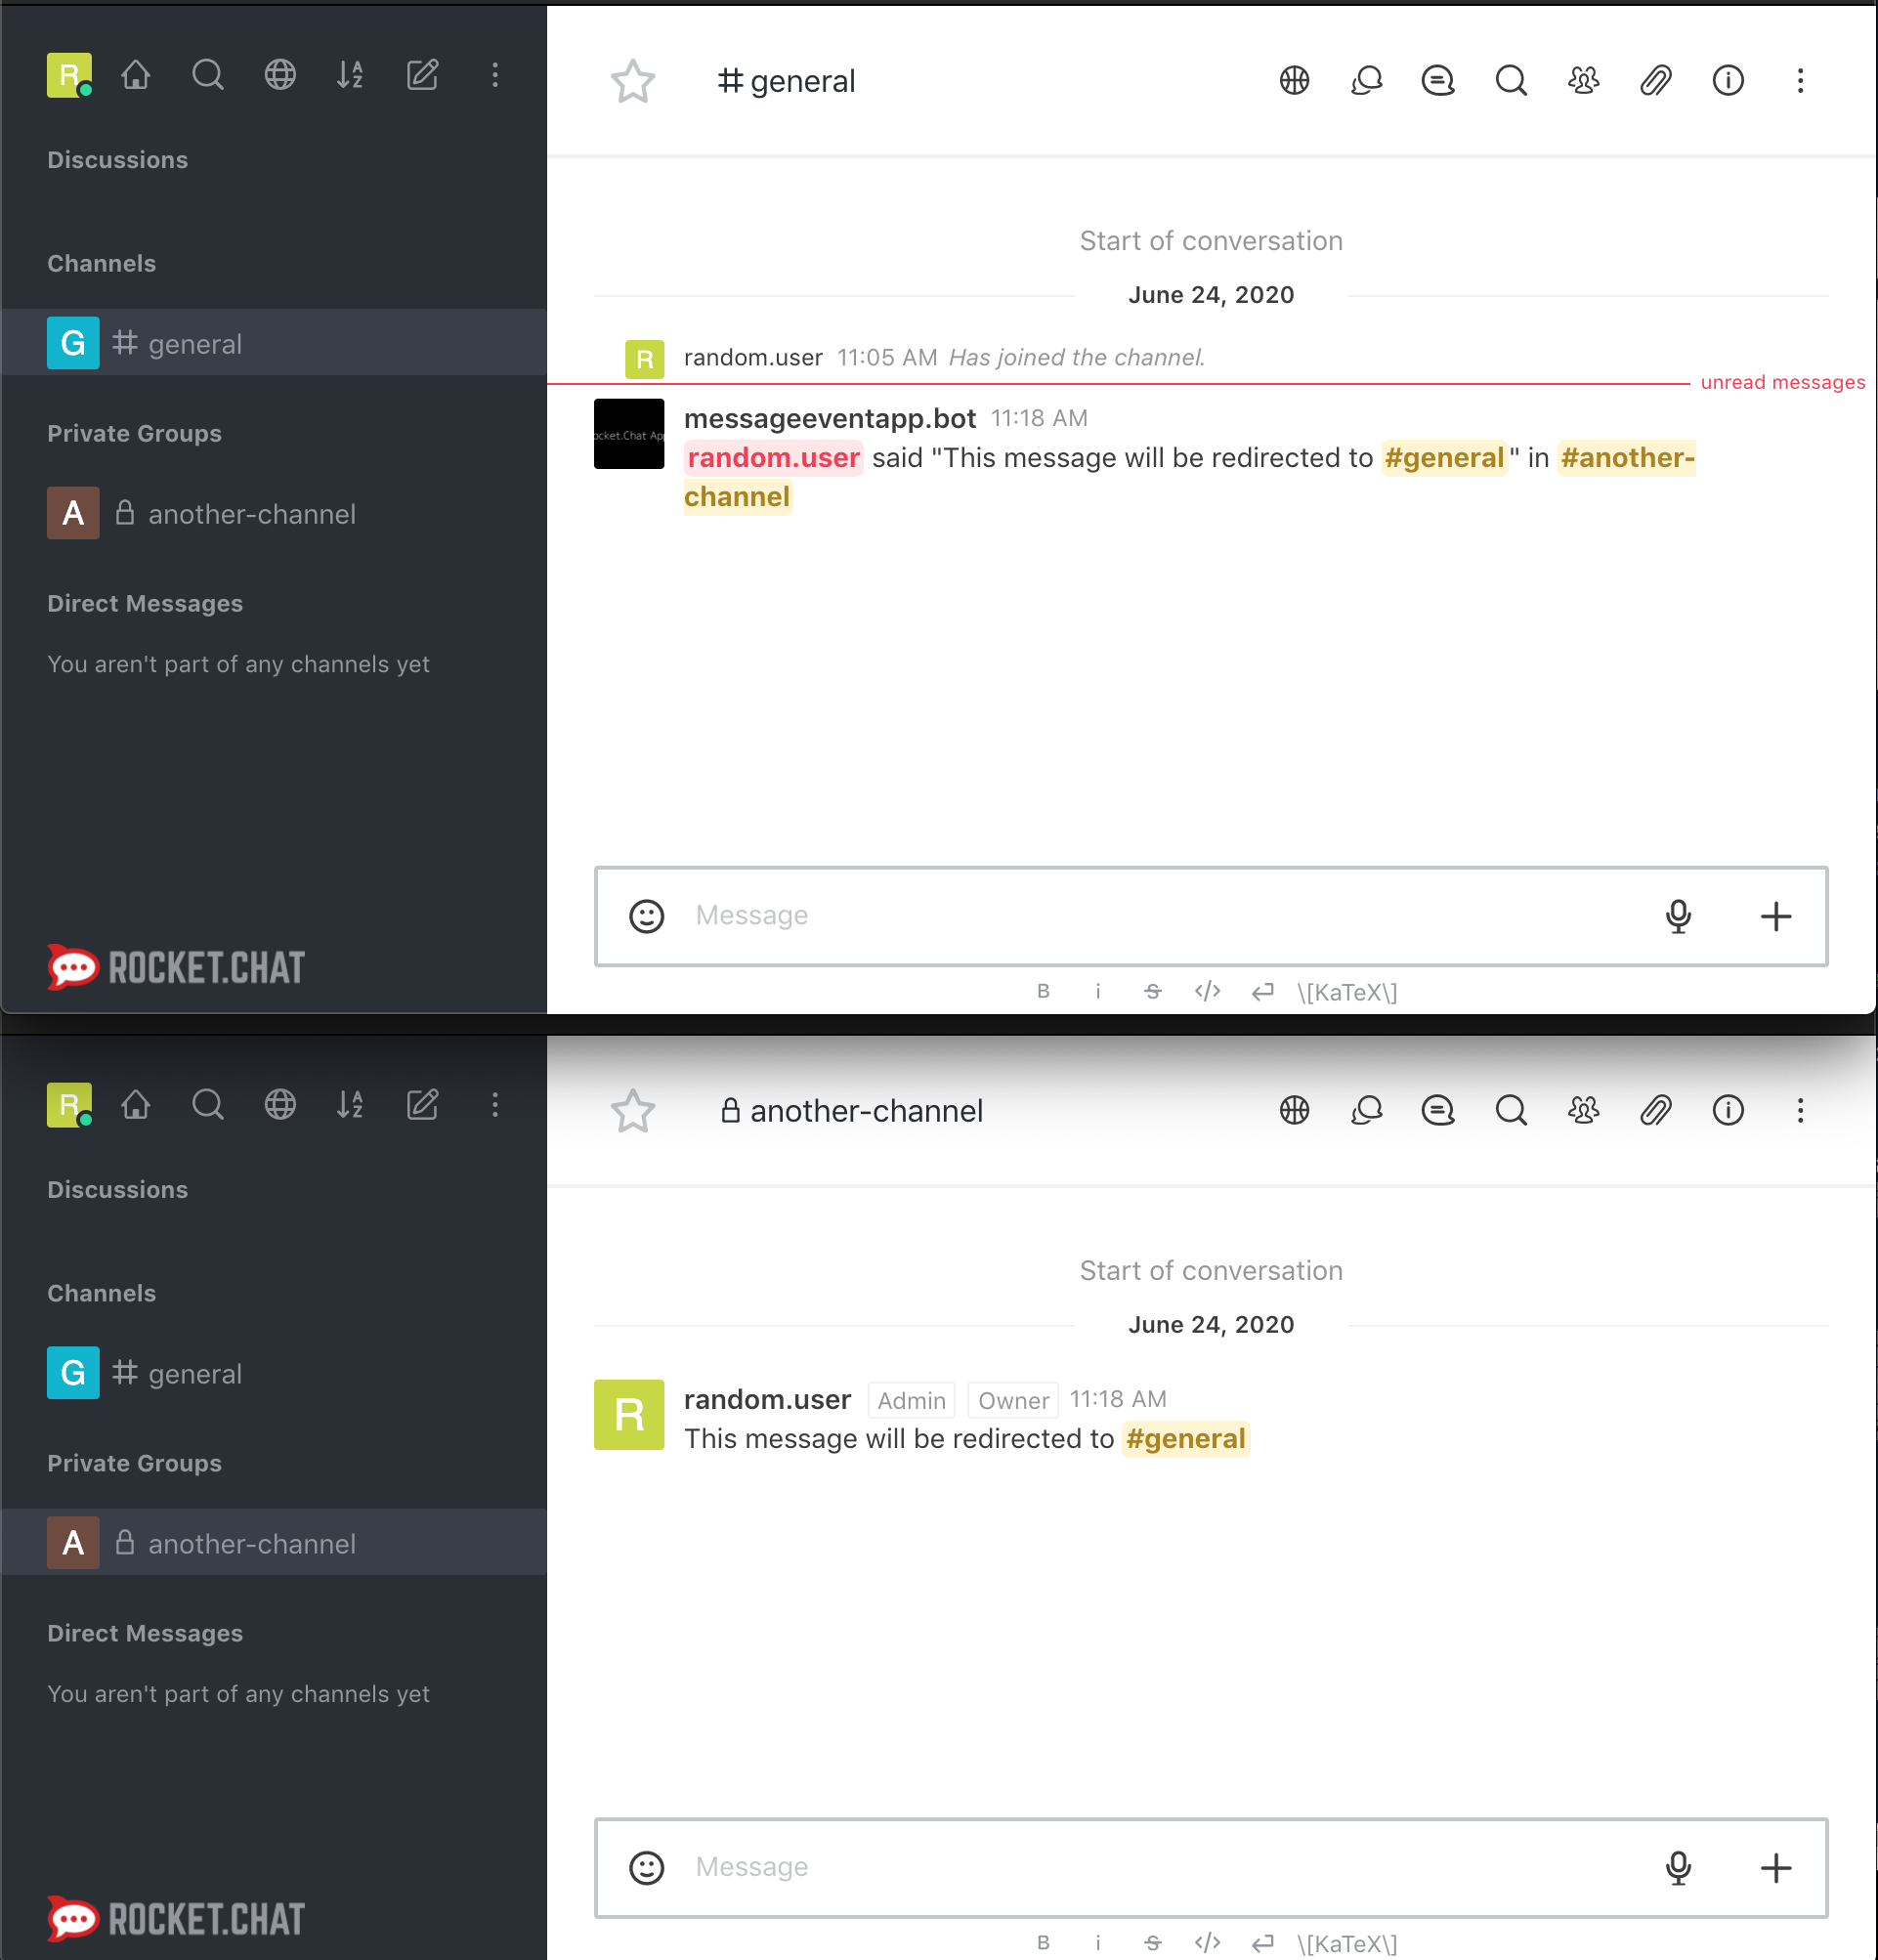 R
A
Z
Discussions
Channels
G # general
Private Groups
A another-channel
Direct Messages
You aren't part of any channels yet
ROCKET.CHAT
# general
Start of conversation
June 24, 2020
R random.user 11:05 AM Has joined the channel.
unread messages
messageeventapp.bot 11:18 AM
ocket.Chat App
random.user said "This message will be redirected to #general" in #another-
channel
Message
B i S </> \[KaTeX\]
R
A
Z
Discussions
Channels
G # general
Private Groups
A another-channel
Direct Messages
You aren't part of any channels yet
ROCKET.CHAT
another-channel
Start of conversation
June 24, 2020
R
random.user Admin Owner 11:18 AM
This message will be redirected to #general
Message
B i S </> \[KaTeX\]